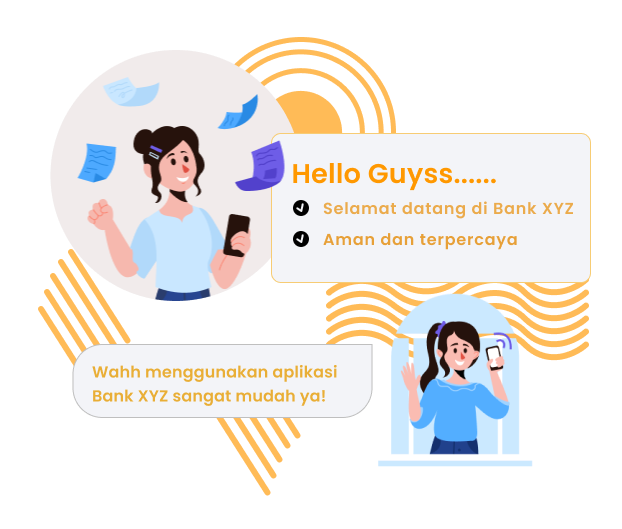 Hello Guyss......
Selamat datang di Bank XYZ
Aman dan terpercaya
Wahh menggunakan aplikasi
Bank XYZ sangat mudah ya!